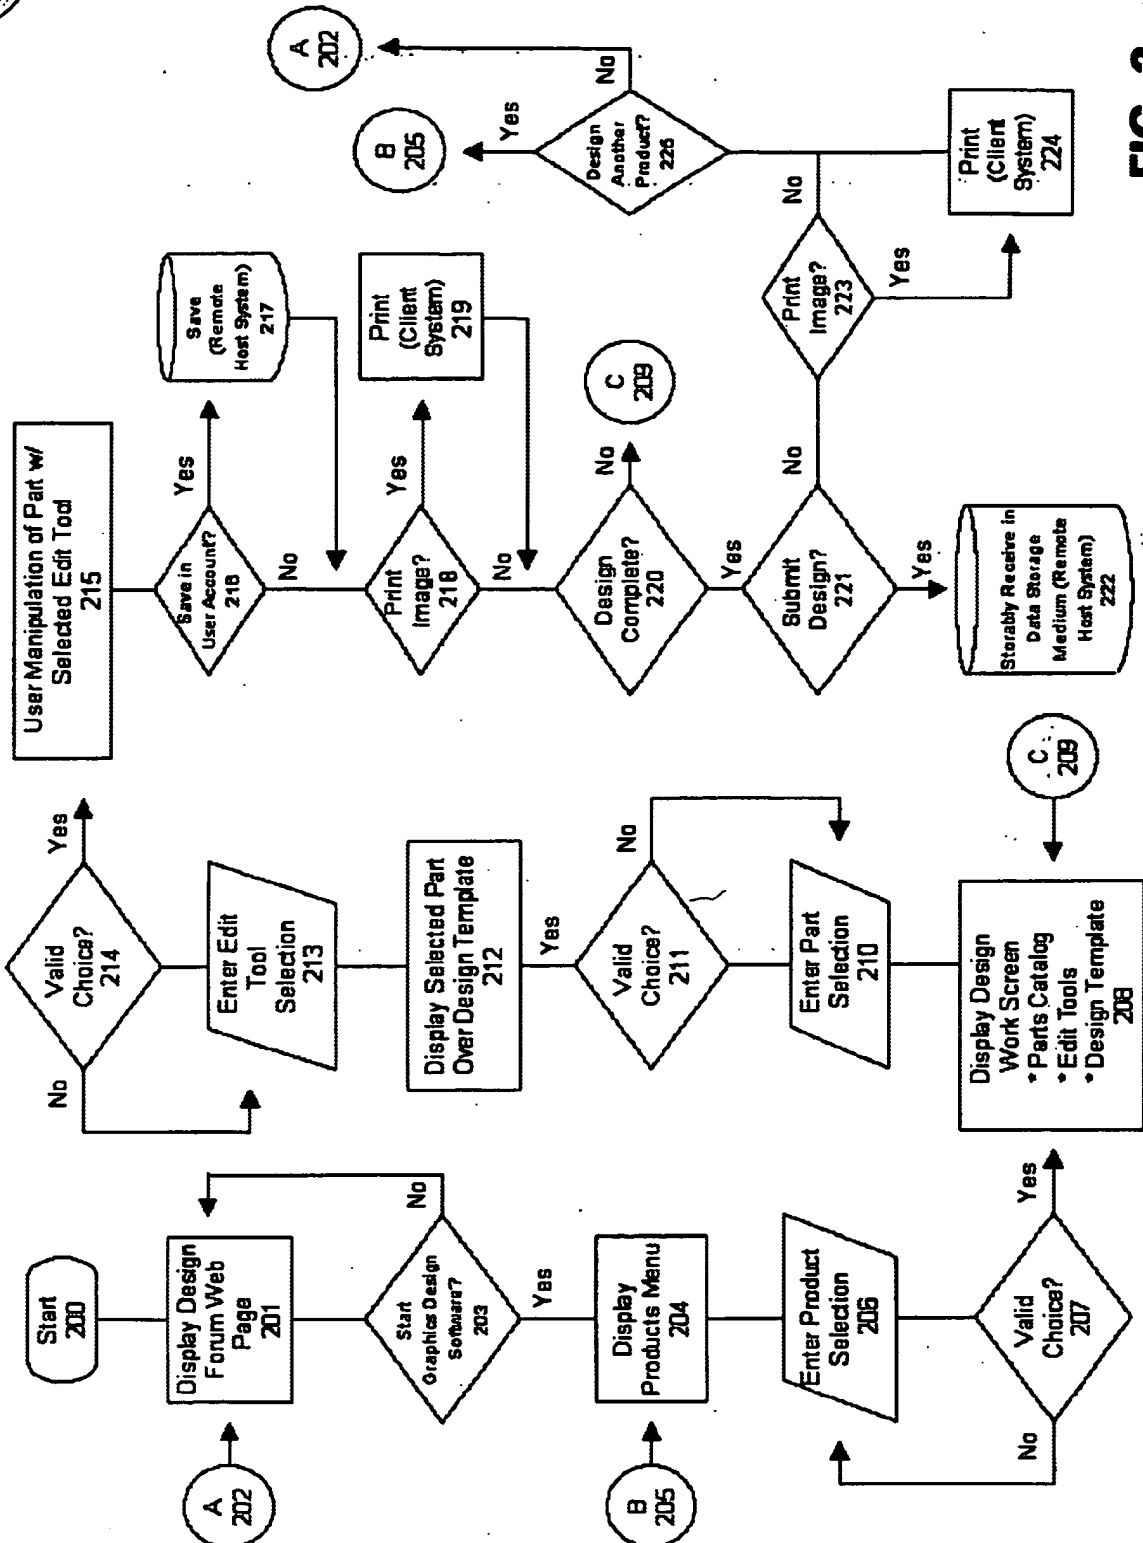 Start
200
Display Design
Forum Web
Page
201
A
202
No
Start
Graphics Design
Software?
203
Yes
Display
Products Menu
204
B
205
Enter Product
Selection
206
Valid
Choice?
207
No
Yes
Display Design
Work Screen
* Parts Catalog
* Edit Tools
* Design Template
208
C
209
Enter Part
Selection
210
Valid
Choice?
211
No
Yes
Display Selected Part
Over Design Template
212
Enter Edit
Tool
Selection
213
Valid
Choice?
214
No
Yes
User Manipulation of Part w/
Selected Edit Tool
215
Save in
User Account?
216
Yes
No
Save
(Remote
Host System)
217
Print
Image?
218
Yes
No
Print
(Client
System)
219
Design
Complete?
220
No
Yes
C
209
Submit
Design?
221
No
Yes
Storably Receive in
Data Storage
Medium (Remote
Host System)
222
Print
Image?
223
No
Yes
Print
(Client
System)
224
Design
Another
Product?
226
Yes
No
B
205
A
202